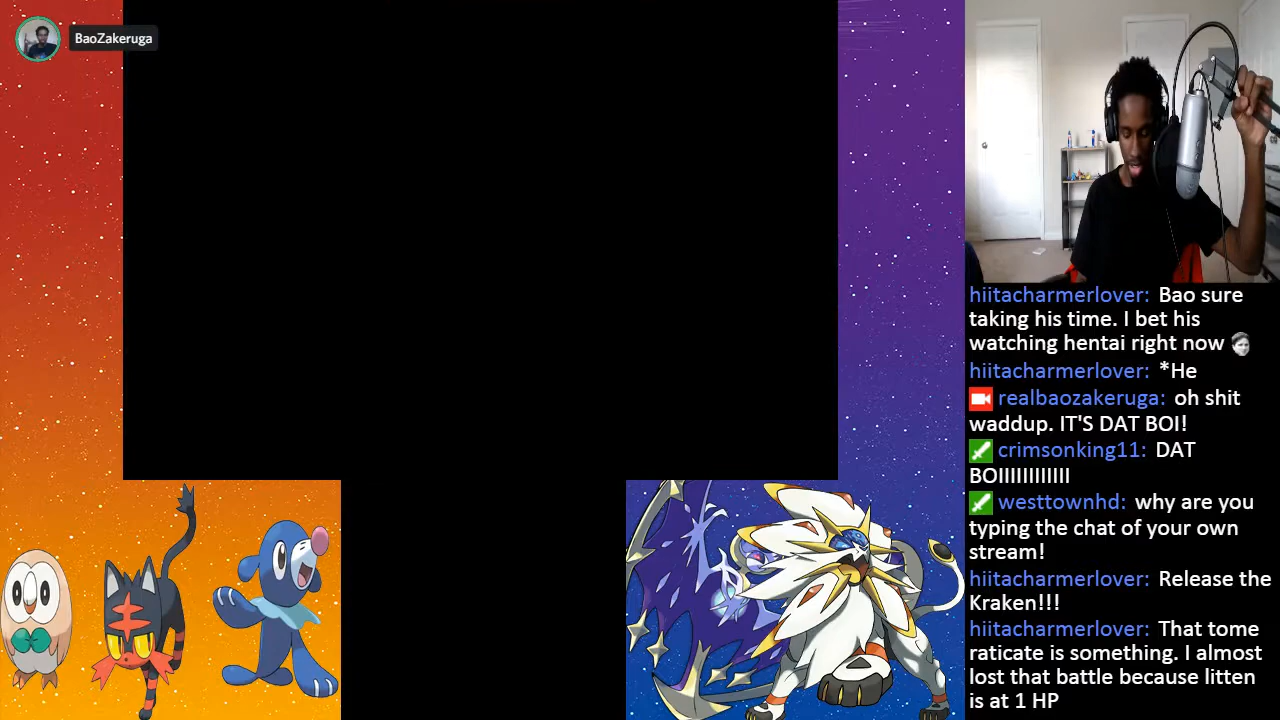 BaoZakeruga
hiitacharmerlover: Bao sure
taking his time. I bet his
watching hentai right now
hiitacharmerlover: *He
realbaozakeruga: oh shit
waddup. IT'S DAT BOI!
crimsonking11: DAT
BOIIIIIIIIIII
westtownhd: why are you
typing the chat of your own
stream!
hiitacharmerlover: Release the
Kraken!!!
hiitacharmerlover: That tome
raticate is something. I almost
lost that battle because litten
is at 1 HP